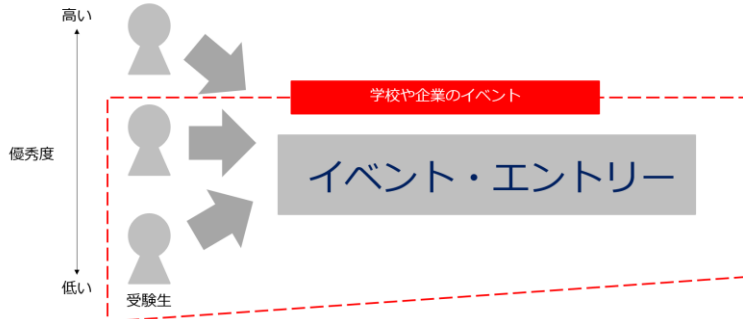 高い
学校や企業のイベント
優秀度
イベント・エントリー
低い
受験生